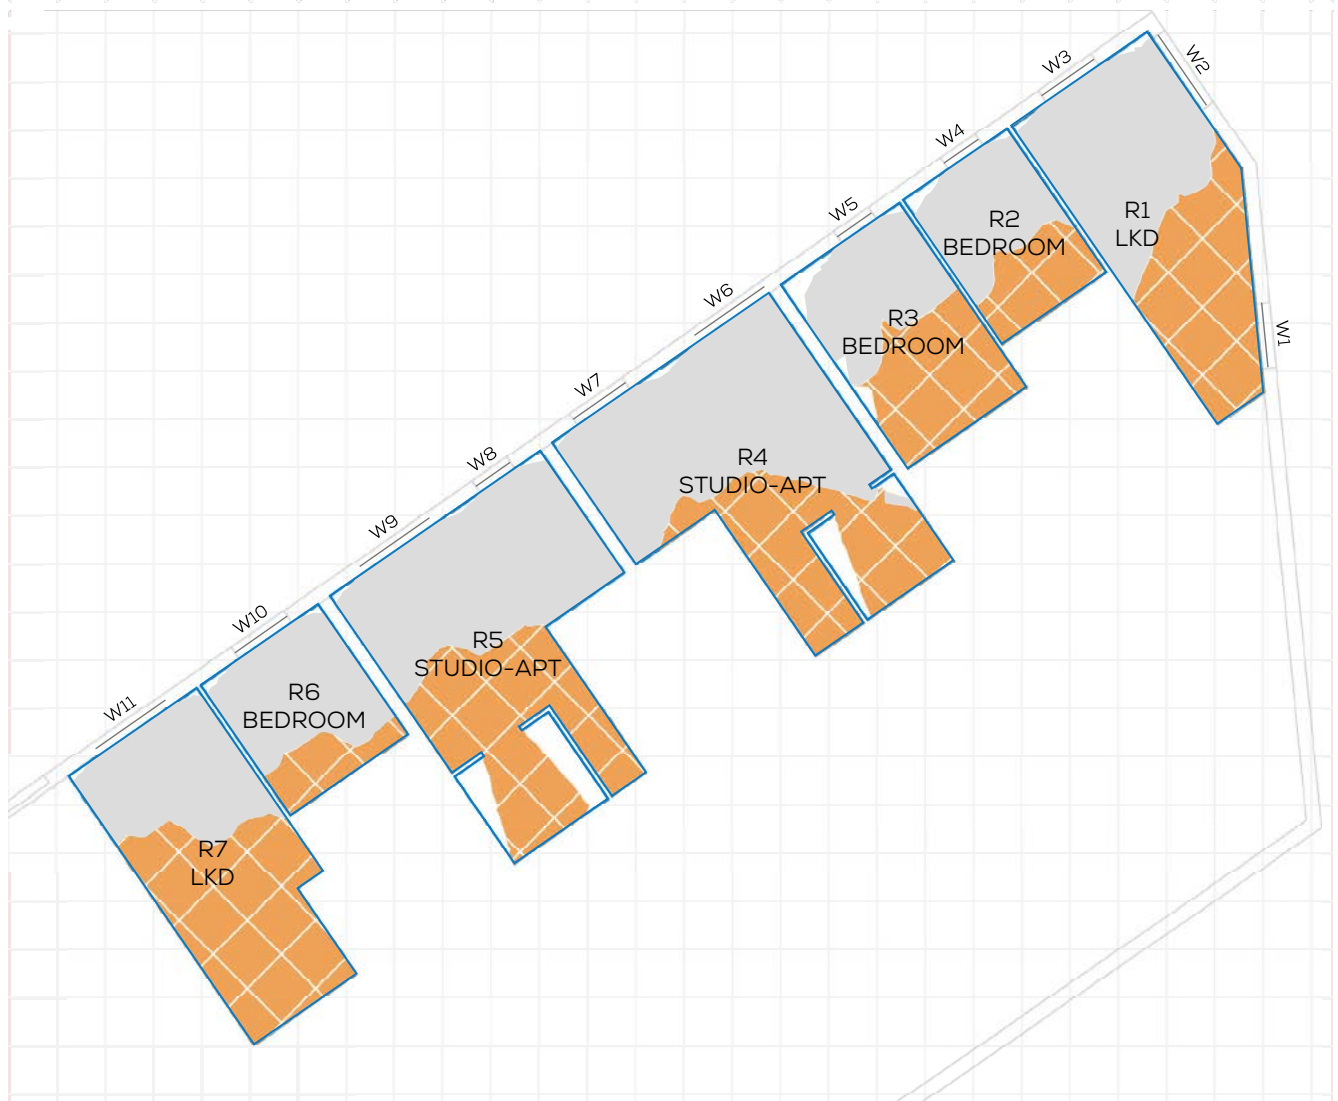 W2
W3
W4
W5
W1
R1
LKD
R2
BEDROOM
W6
R3
BEDROOM
W7
W8
R4
STUDIO-APT
W9
W10
R5
STUDIO-APT
W11
R6
BEDROOM
R7
LKD